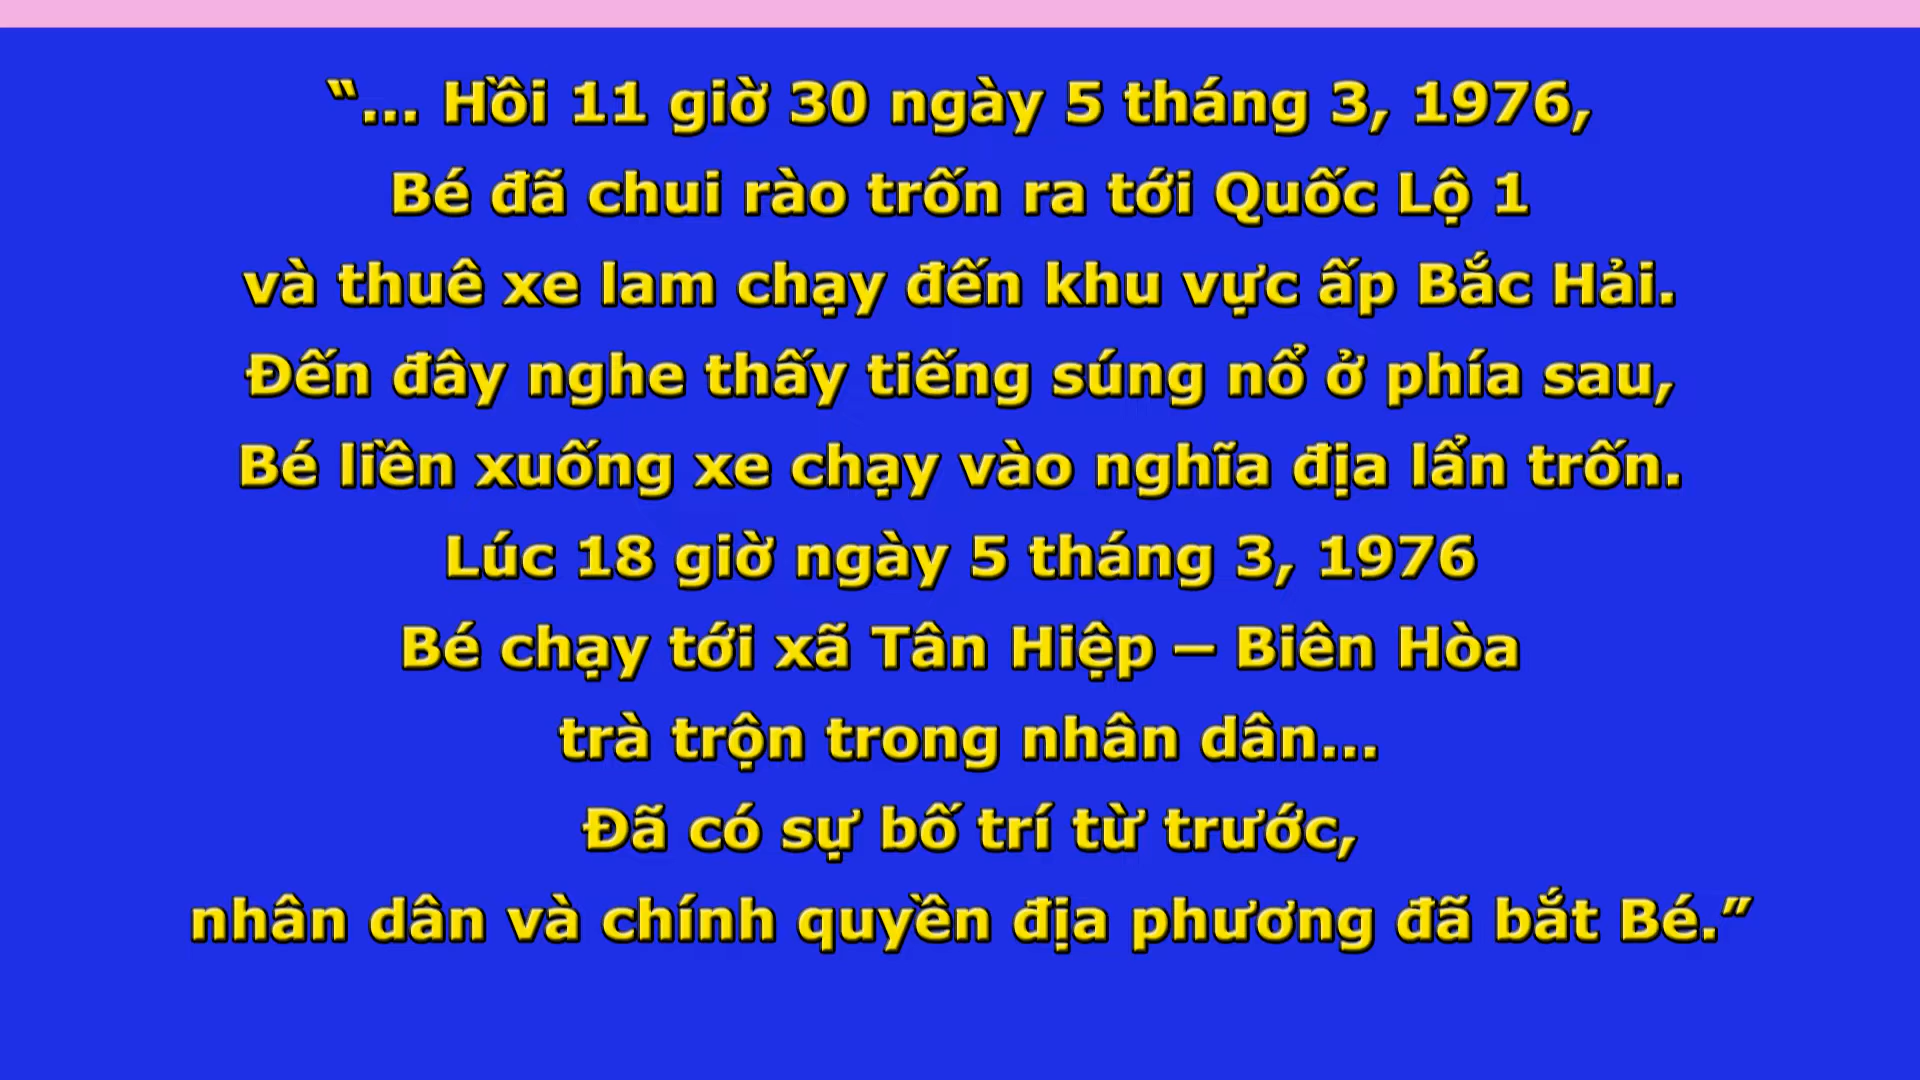 “... Hồi 11 giờ 30 ngày 5 tháng 3, 1976,
Bé đã chui rào trốn ra tới Quốc Lộ 1
và thuê xe lam chạy đến khu vực ấp Bắc Hải.
Đến đây nghe thấy tiếng súng nổ ở phía sau,
Bé liền xuống xe chạy vào nghĩa địa lẩn trốn.
Lúc 18 giờ ngày 5 tháng 3, 1976
Bé chạy tới xã Tân Hiệp – Biên Hòa
trà trộn trong nhân dân...
Đã có sự bố trí từ trước,
nhân dân và chính quyền địa phương đã bắt Bé.”